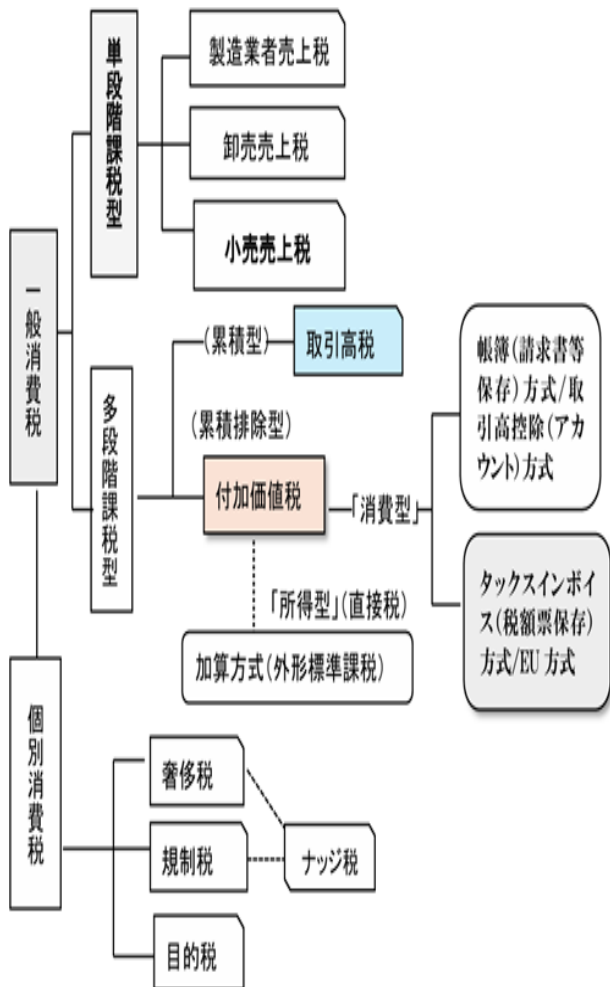 一般消費税
単段階課税型
製造業者売上税
卸売売上税
小売売上税
多段階課税型
(累積型)
取引高税
(累積排除型)
付加価値税
「消費型」
帳簿(請求書等
保存)方式/取
引高控除(アカ
ウント)方式
タックスインボイ
ス(税額票保存)
方式/EU方式
「所得型」(直接税)
加算方式(外形標準課税)
個別消費税
奢侈税
規制税
目的税
ナッジ税